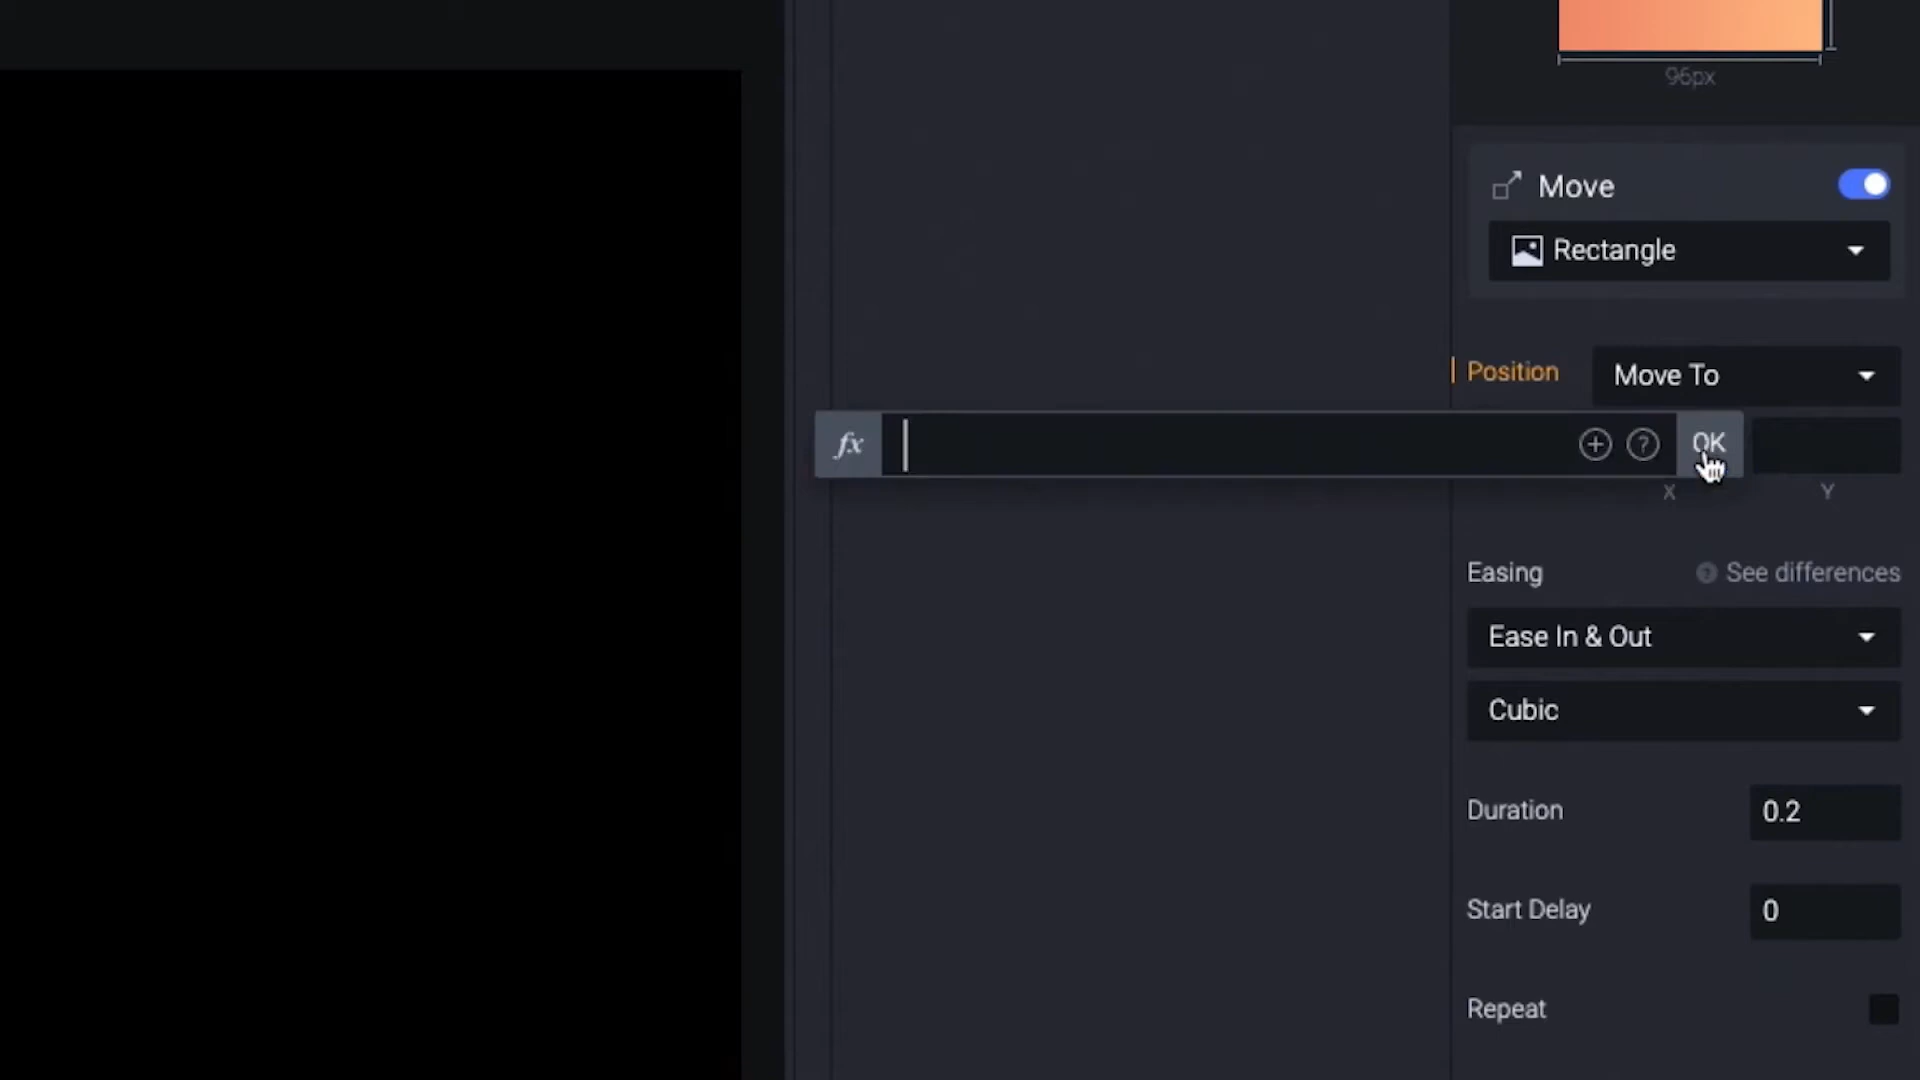 96px
Move
Rectangle
Position
Move To
fx
?
OK
X
Y
Easing
? See differences
Ease In & Out
Cubic
Duration
0.2
Start Delay
0
Repeat